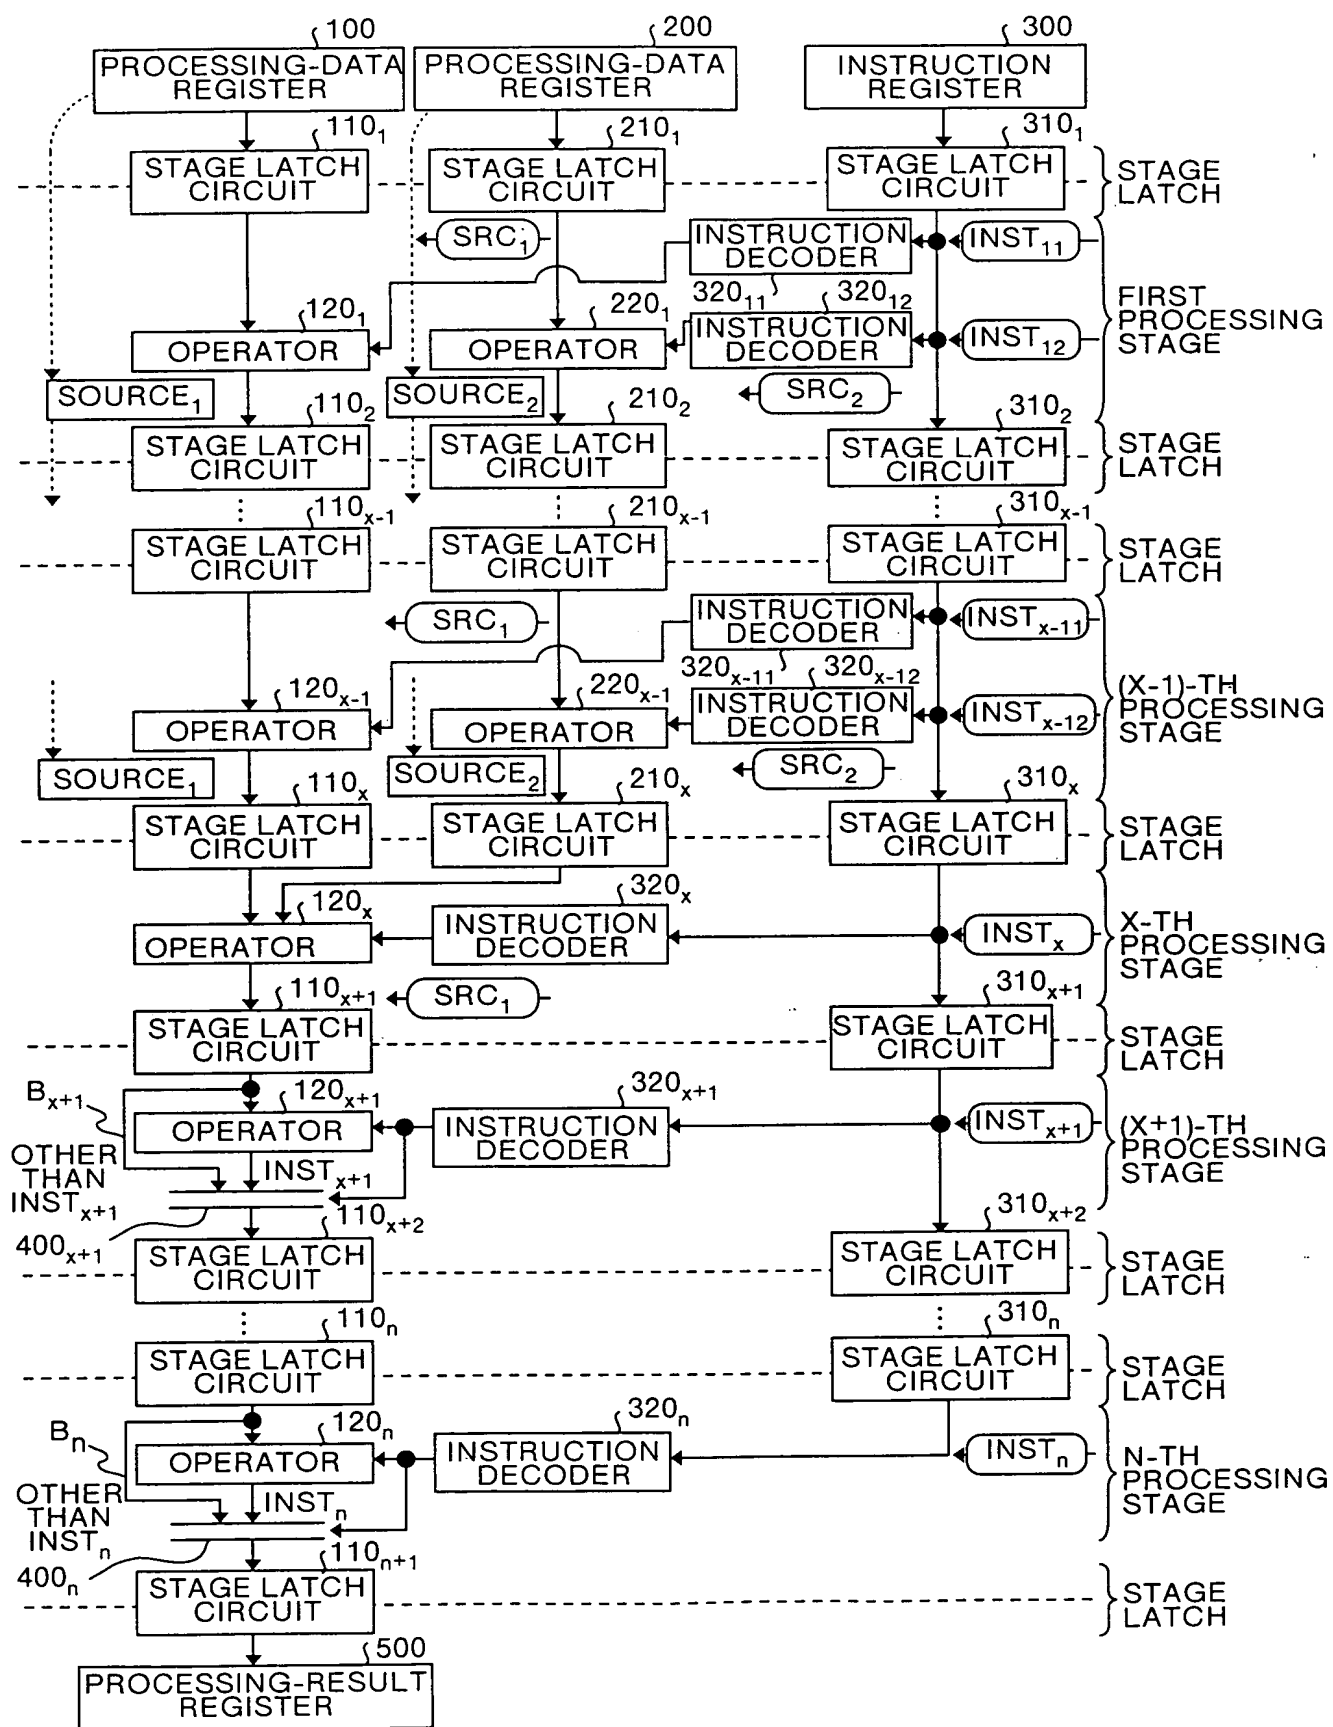 100
200
300
PROCESSING-DATA
REGISTER
PROCESSING-DATA
REGISTER
INSTRUCTION
REGISTER
110₁
210₁
310₁
STAGE LATCH
CIRCUIT
STAGE LATCH
CIRCUIT
STAGE LATCH
CIRCUIT
STAGE
LATCH
SRC₁
INSTRUCTION
DECODER
INST₁₁
320₁₁
320₁₂
FIRST
PROCESSING
STAGE
120₁
220₁
OPERATOR
OPERATOR
INSTRUCTION
DECODER
INST₁₂
SOURCE₁
SOURCE₂
SRC₂
110₂
210₂
310₂
STAGE LATCH
CIRCUIT
STAGE LATCH
CIRCUIT
STAGE LATCH
CIRCUIT
STAGE
LATCH
110ₓ₋₁
210ₓ₋₁
310ₓ₋₁
STAGE LATCH
CIRCUIT
STAGE LATCH
CIRCUIT
STAGE LATCH
CIRCUIT
STAGE
LATCH
SRC₁
INSTRUCTION
DECODER
INSTₓ₋₁₁
320ₓ₋₁₁
320ₓ₋₁₂
(X-1)-TH
PROCESSING
STAGE
120ₓ₋₁
220ₓ₋₁
OPERATOR
OPERATOR
INSTRUCTION
DECODER
INSTₓ₋₁₂
SOURCE₁
SOURCE₂
SRC₂
110ₓ
210ₓ
310ₓ
STAGE LATCH
CIRCUIT
STAGE LATCH
CIRCUIT
STAGE LATCH
CIRCUIT
STAGE
LATCH
120ₓ
320ₓ
OPERATOR
INSTRUCTION
DECODER
INSTₓ
X-TH
PROCESSING
STAGE
110ₓ₊₁
SRC₁
310ₓ₊₁
STAGE LATCH
CIRCUIT
STAGE LATCH
CIRCUIT
STAGE
LATCH
Bₓ₊₁
120ₓ₊₁
320ₓ₊₁
OPERATOR
INSTRUCTION
DECODER
INSTₓ₊₁
(X+1)-TH
PROCESSING
STAGE
OTHER
THAN
INSTₓ₊₁
INSTₓ₊₁
400ₓ₊₁
110ₓ₊₂
310ₓ₊₂
STAGE LATCH
CIRCUIT
STAGE LATCH
CIRCUIT
STAGE
LATCH
110ₙ
310ₙ
STAGE LATCH
CIRCUIT
STAGE LATCH
CIRCUIT
STAGE
LATCH
Bₙ
120ₙ
320ₙ
OPERATOR
INSTRUCTION
DECODER
INSTₙ
N-TH
PROCESSING
STAGE
OTHER
THAN
INSTₙ
INSTₙ
400ₙ
110ₙ₊₁
STAGE LATCH
CIRCUIT
STAGE
LATCH
500
PROCESSING-RESULT
REGISTER